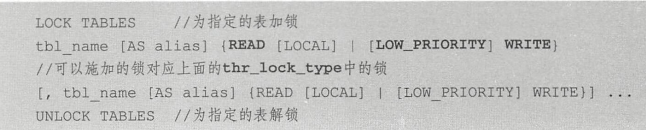 LOCK TABLES //为指定的表加锁
tbl_name [AS alias] {READ [LOCAL] | [LOW_PRIORITY] WRITE}
//可以施加的锁对应上面的thr_lock_type中的锁
[, tbl_name [AS alias] {READ [LOCAL] | [LOW_PRIORITY] WRITE}] ...
UNLOCK TABLES //为指定的表解锁